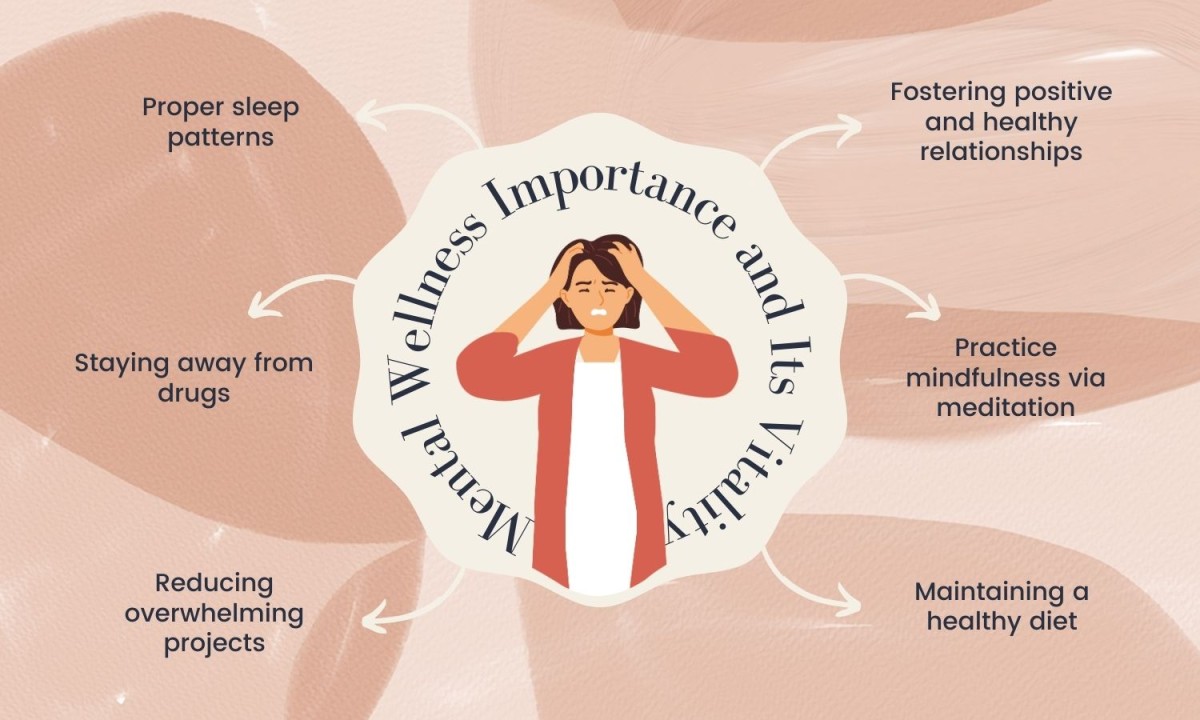 Mental Wellness Importance and Its Vitality
Proper sleep
patterns
Staying away from
drugs
Reducing
overwhelming
projects
Fostering positive
and healthy
relationships
Practice
mindfulness via
meditation
Maintaining a
healthy diet